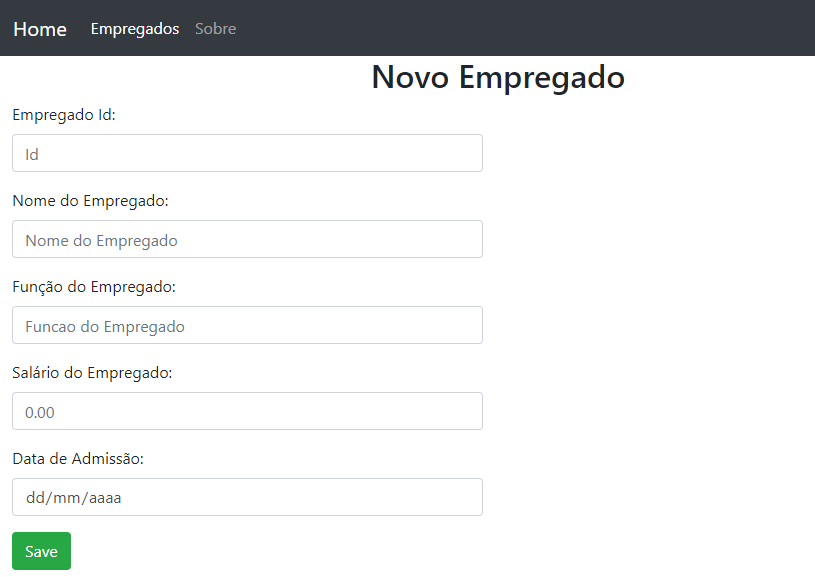 Home Empregados Sobre
Novo Empregado
Empregado Id:
Id
Nome do Empregado:
Nome do Empregado
Função do Empregado:
Funcao do Empregado
Salário do Empregado:
0.00
Data de Admissão:
dd/mm/aaaa
Save